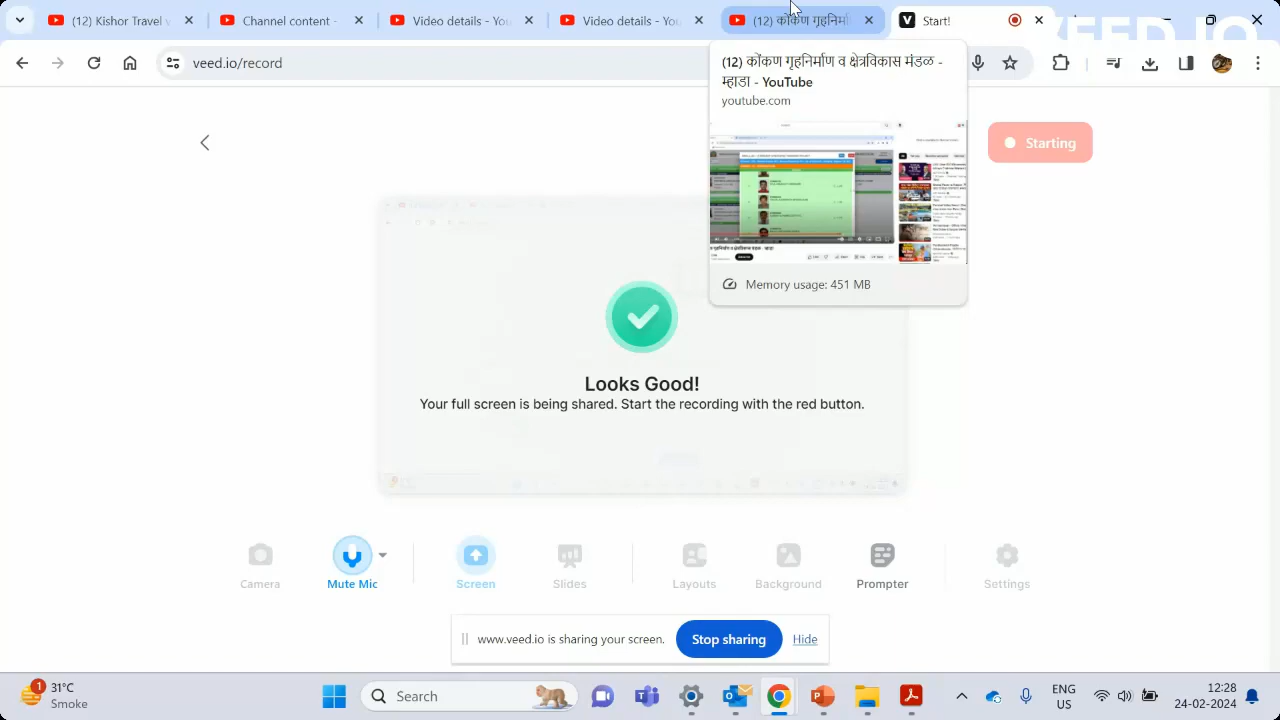 (12) Kishor Travel v
Channel content -
Video details - You
Video details - You
(12) कोंकण गृहनिर्मा
Start!
VEED.IO
veed.io/record
(12) कोंकण गृहनिर्माण व क्षेत्रविकास मंडळ -
म्हाडा - YouTube
youtube.com
Memory usage: 451 MB
Starting
Looks Good!
Your full screen is being shared. Start the recording with the red button.
Camera
Mute Mic
Screen
Slides
Layouts
Background
Prompter
Settings
www.veed.io is sharing your screen.
Stop sharing
Hide
1
31°C
Smoke
Search
ENG
US
12:28
24-02-2024